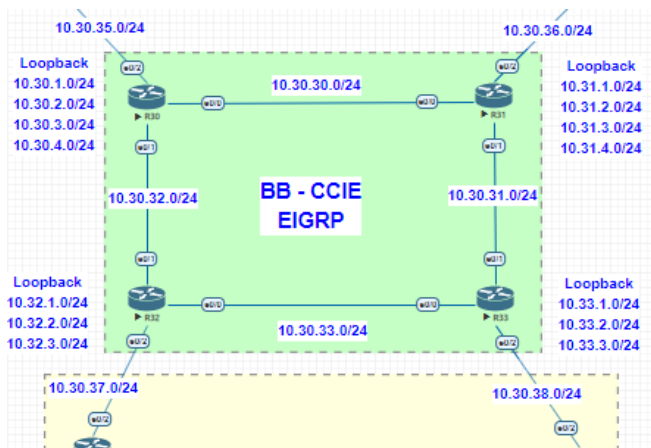 10.30.35.0/24
10.30.36.0/24
Loopback
10.30.1.0/24
10.30.2.0/24
10.30.3.0/24
10.30.4.0/24
e0/2
R30
e0/0
10.30.30.0/24
e0/0
e0/2
R31
Loopback
10.31.1.0/24
10.31.2.0/24
10.31.3.0/24
10.31.4.0/24
e0/1
e0/1
10.30.32.0/24
BB - CCIE
EIGRP
10.30.31.0/24
e0/1
e0/1
Loopback
10.32.1.0/24
10.32.2.0/24
10.32.3.0/24
R32
e0/0
10.30.33.0/24
e0/0
R33
Loopback
10.33.1.0/24
10.33.2.0/24
10.33.3.0/24
e0/2
e0/2
10.30.37.0/24
10.30.38.0/24
e0/2
e0/2